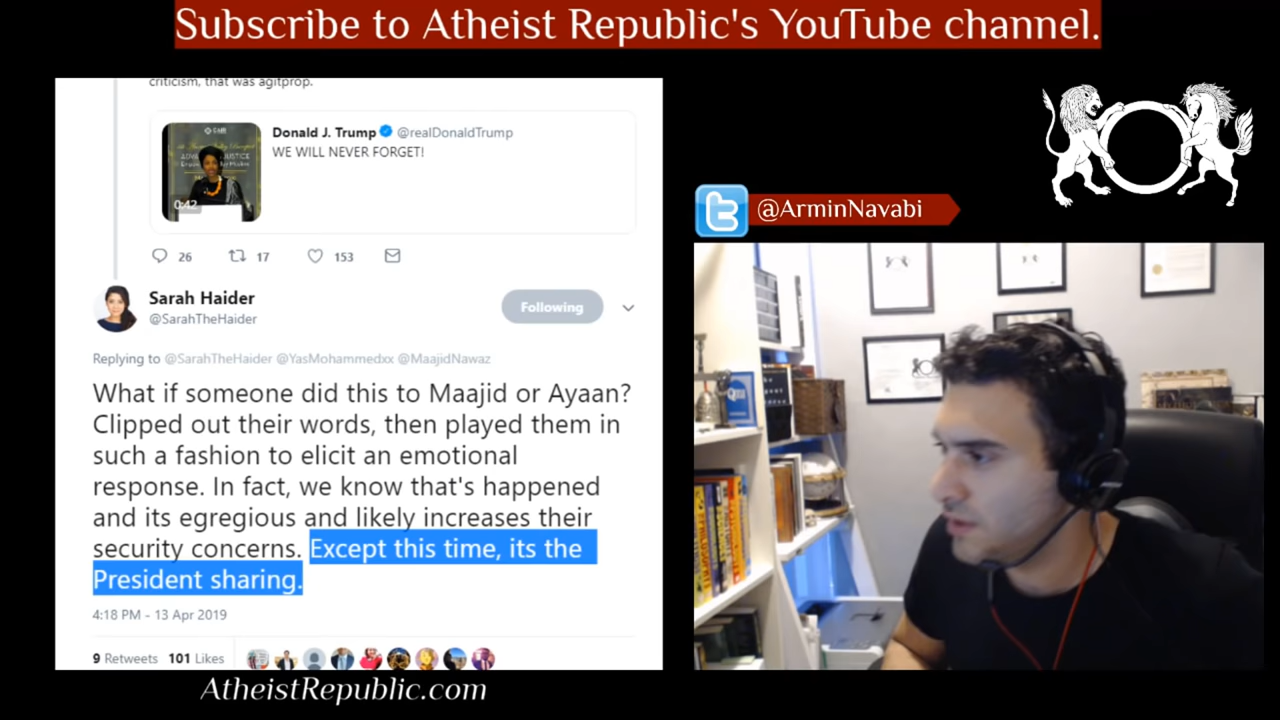 Subscribe to Atheist Republic's YouTube channel.
criticism, that was agitprop.
Donald J. Trump @realDonaldTrump
WE WILL NEVER FORGET!
0:42
26 17 153
@ArminNavabi
Sarah Haider
@SarahTheHaider
Following
Replying to @SarahTheHaider @YasMohammedxx @MaajidNawaz
What if someone did this to Maajid or Ayaan?
Clipped out their words, then played them in
such a fashion to elicit an emotional
response. In fact, we know that's happened
and its egregious and likely increases their
security concerns. Except this time, its the
President sharing.
4:18 PM - 13 Apr 2019
9 Retweets 101 Likes
AtheistRepublic.com